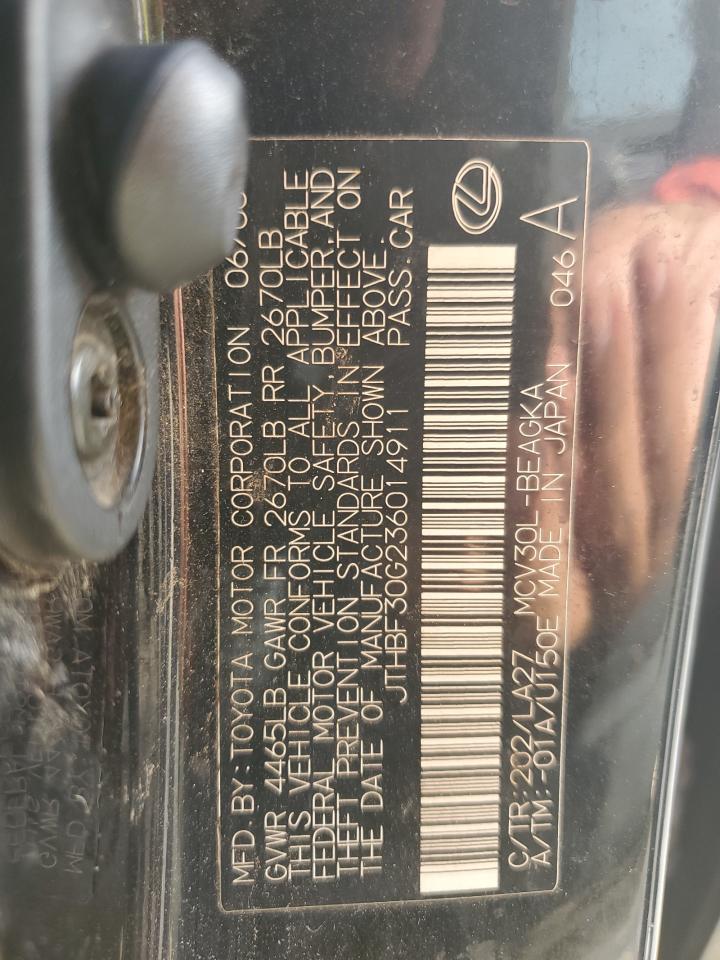 MFD. BY: TOYOTA MOTOR CORPORATION
GVWR 4465LB GAWR FR 2670LB RR 2670LB
THIS VEHICLE CONFORMS TO ALL APPLICABLE
FEDERAL MOTOR VEHICLE SAFETY, BUMPER, AND
THEFT PREVENTION STANDARDS IN EFFECT ON
THE DATE OF MANUFACTURE SHOWN ABOVE.
JTHBF30G236014911 PASS. CAR
C/TR: 202/LA27 MCV30L-BEAGKA
A/TM: -01A/U150E MADE IN JAPAN 046 A